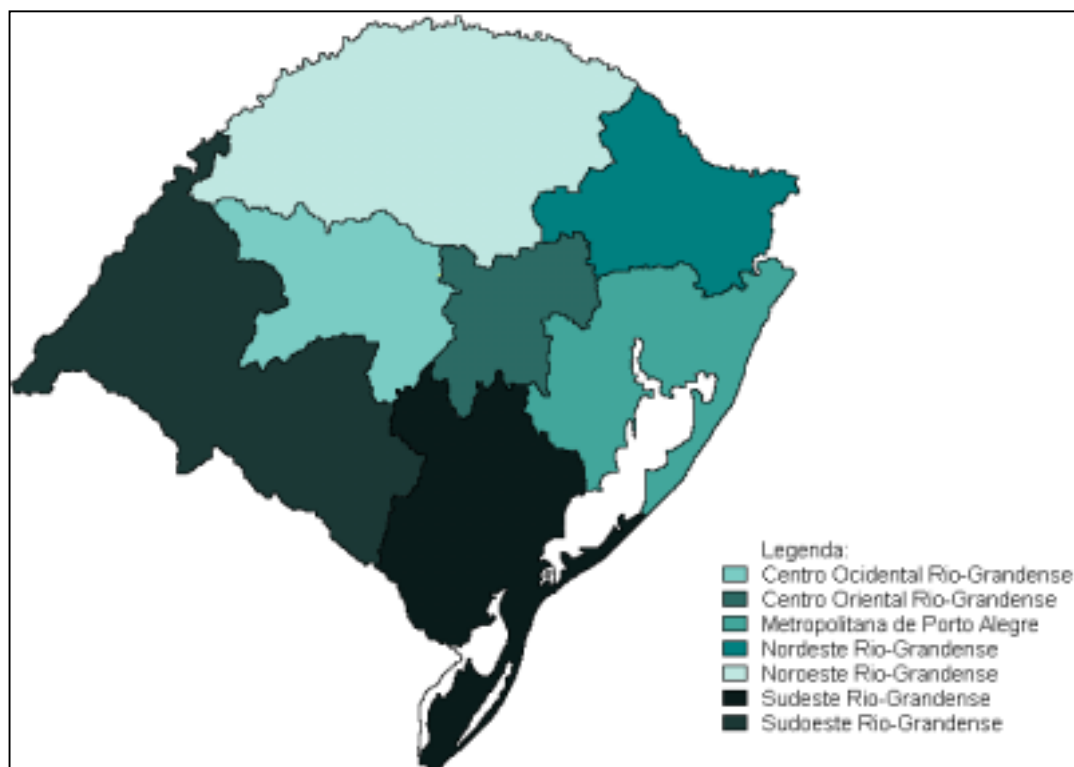 Legenda:
Centro Ocidental Rio-Grandense
Centro Oriental Rio-Grandense
Metropolitana de Porto Alegre
Nordeste Rio-Grandense
Noroeste Rio-Grandense
Sudeste Rio-Grandense
Sudoeste Rio-Grandense